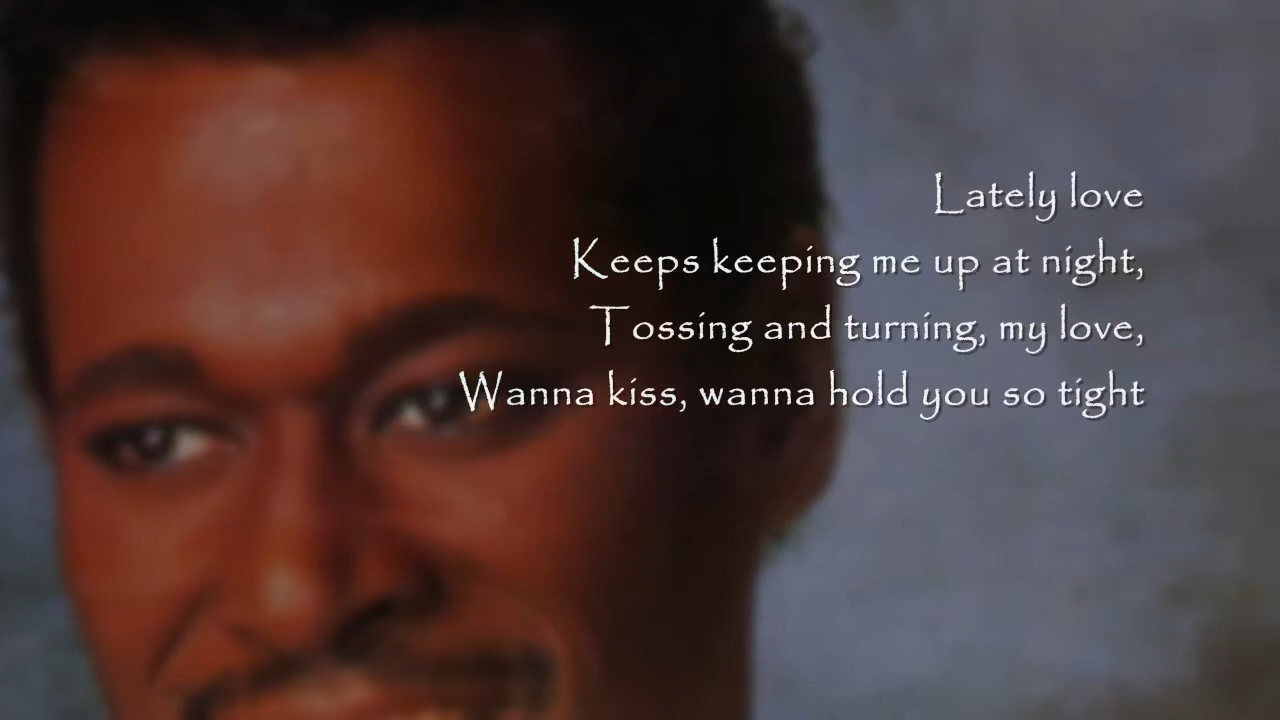 Lately love
Keeps keeping me up at night,
Tossing and turning, my love,
Wanna kiss, wanna hold you so tight